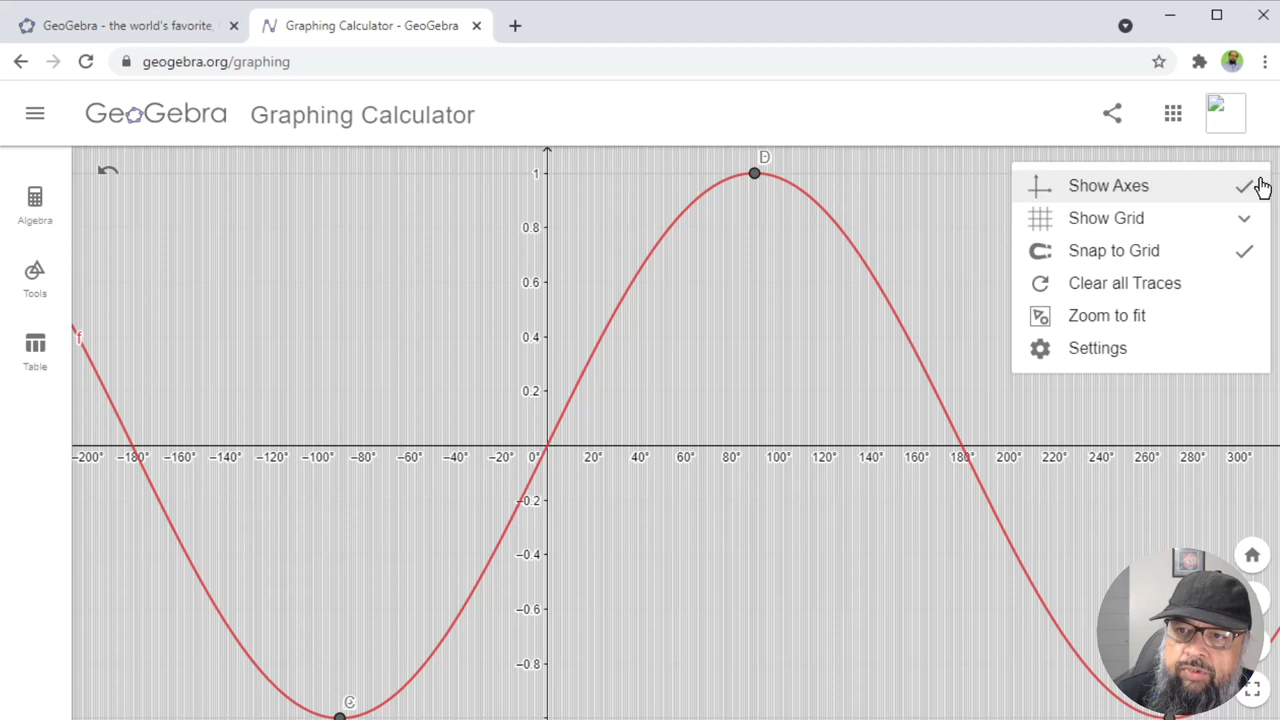 GeoGebra - the world's favorite,
Graphing Calculator - GeoGebra
geogebra.org/graphing
GeoGebra
Graphing Calculator
Algebra
Tools
Table
Show Axes
Show Grid
Snap to Grid
Clear all Traces
Zoom to fit
Settings
D
1
0.8
0.6
0.4
0.2
f
−200° −180° −160° −140° −120° −100° −80° −60° −40° −20° 0° 20° 40° 60° 80° 100° 120° 140° 160° 180° 200° 220° 240° 260° 280° 300°
−0.2
−0.4
−0.6
−0.8
C